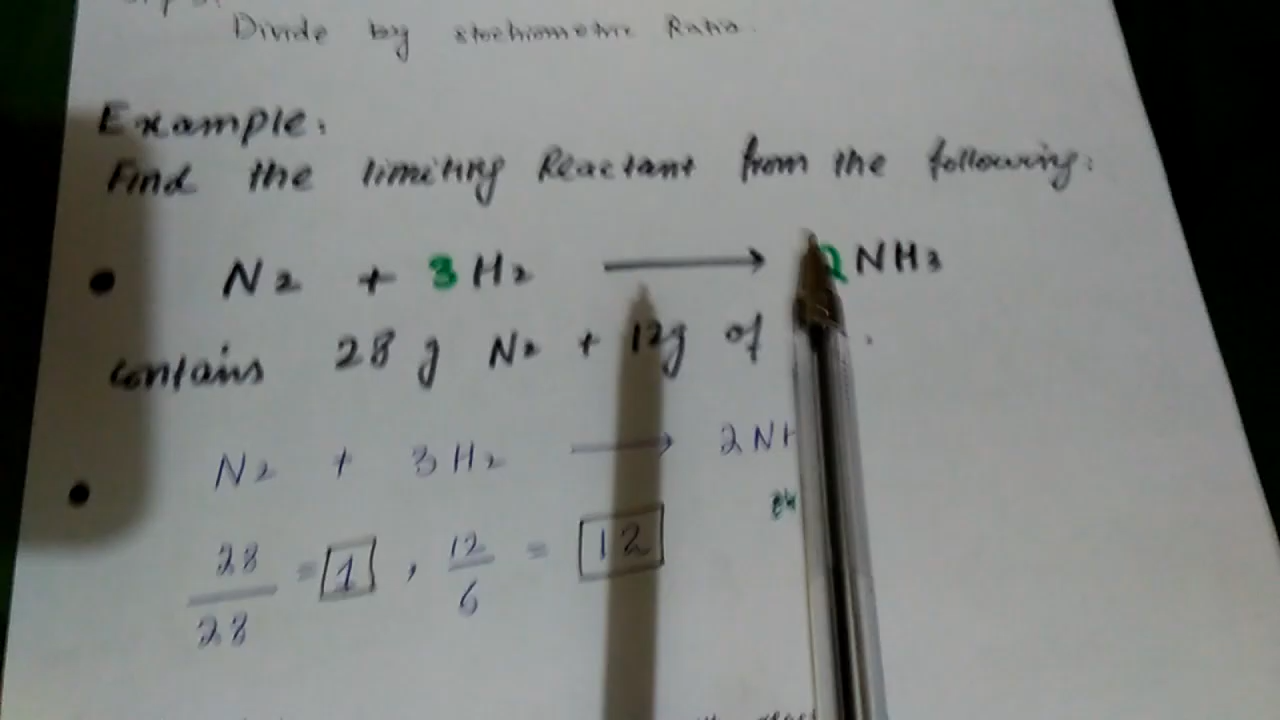 Divide by stochiometric Ratio.
Example:
Find the limiting Reactant from the following:
• N2 + 3H2 ⟶ 2NH3
contains 28 g N2 + 12g of .
• N2 + 3H2 ⟶ 2NH
28/28 = 1 , 12/6 = 12